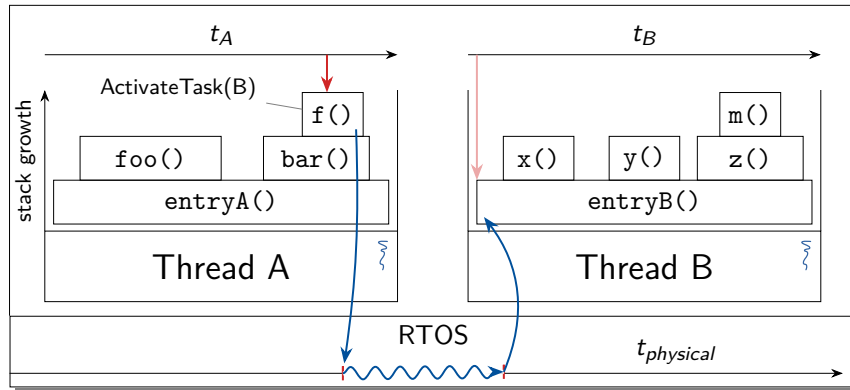 t_A
t_B
ActivateTask(B)
stack growth
f()
m()
foo()
bar()
x()
y()
z()
entryA()
entryB()
Thread A
Thread B
RTOS
t_physical